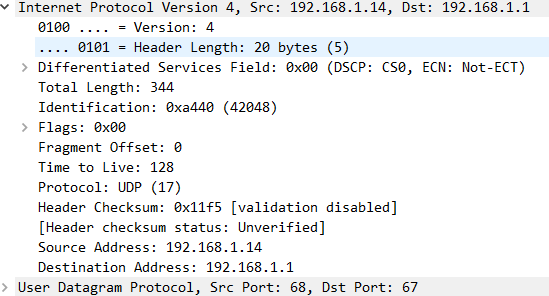 Internet Protocol Version 4, Src: 192.168.1.14, Dst: 192.168.1.1
0100 .... = Version: 4
.... 0101 = Header Length: 20 bytes (5)
Differentiated Services Field: 0x00 (DSCP: CS0, ECN: Not-ECT)
Total Length: 344
Identification: 0xa440 (42048)
Flags: 0x00
Fragment Offset: 0
Time to Live: 128
Protocol: UDP (17)
Header Checksum: 0x11f5 [validation disabled]
[Header checksum status: Unverified]
Source Address: 192.168.1.14
Destination Address: 192.168.1.1
User Datagram Protocol, Src Port: 68, Dst Port: 67